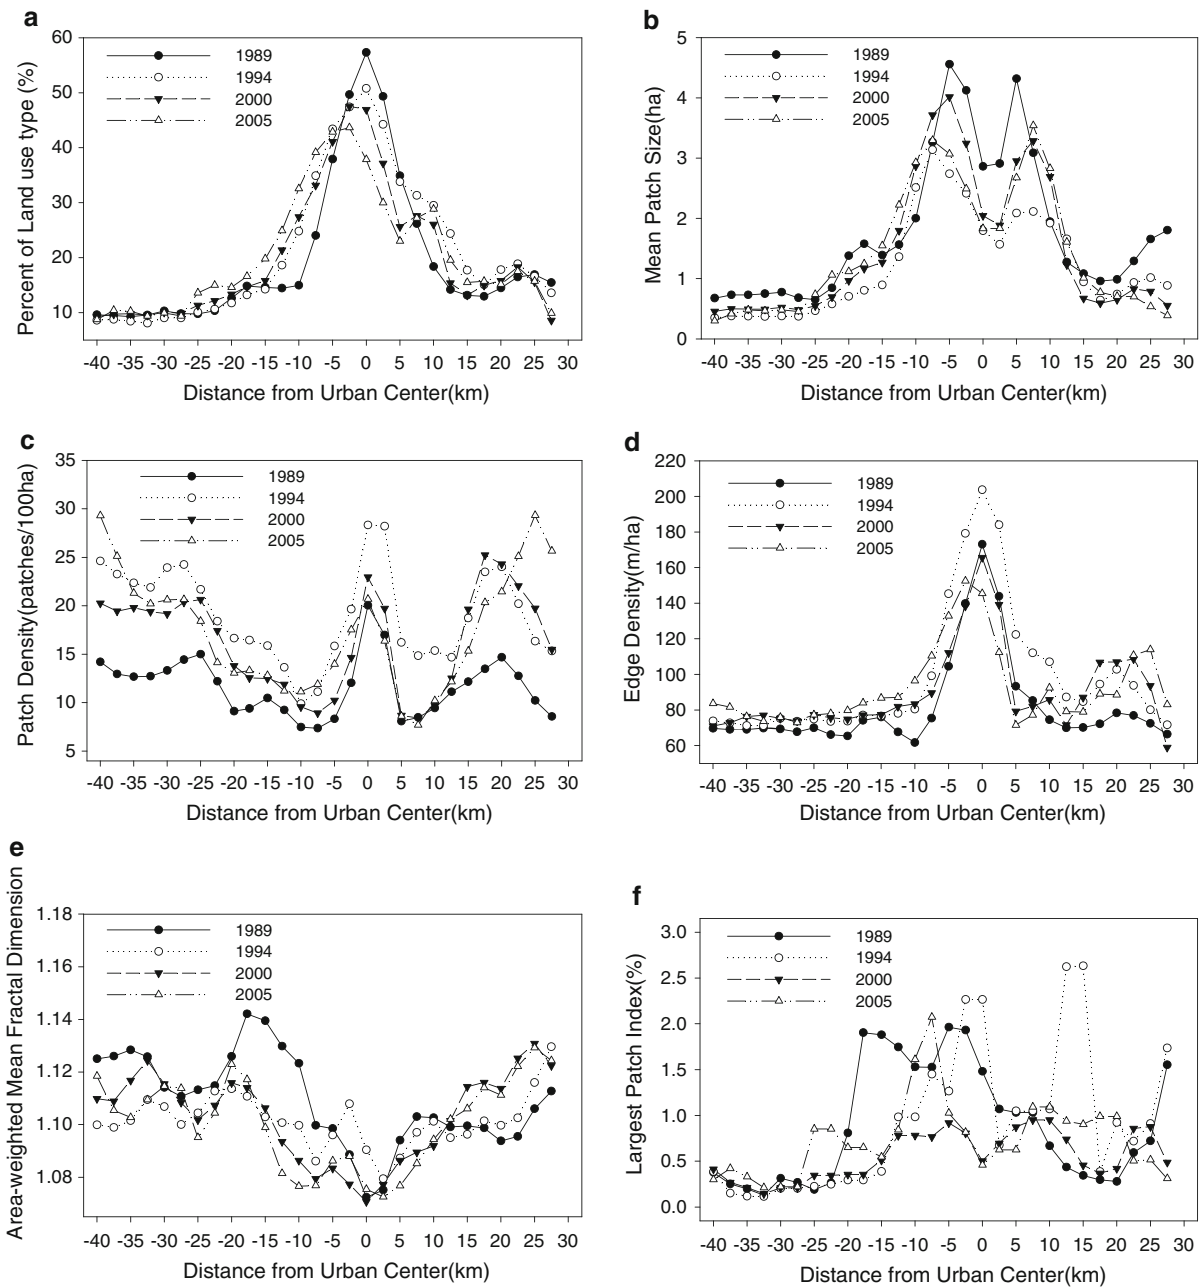 a
60
50
40
30
20
10
Percent of Land use type (%)
1989
1994
2000
2005
-40 -35 -30 -25 -20 -15 -10 -5 0 5 10 15 20 25 30
Distance from Urban Center(km)
b
5
4
3
2
1
0
Mean Patch Size(ha)
1989
1994
2000
2005
-40 -35 -30 -25 -20 -15 -10 -5 0 5 10 15 20 25 30
Distance from Urban Center(km)
c
35
30
25
20
15
10
5
Patch Density(patches/100ha)
1989
1994
2000
2005
-40 -35 -30 -25 -20 -15 -10 -5 0 5 10 15 20 25 30
Distance from Urban Center(km)
d
220
200
180
160
140
120
100
80
60
Edge Density(m/ha)
1989
1994
2000
2005
-40 -35 -30 -25 -20 -15 -10 -5 0 5 10 15 20 25 30
Distance from Urban Center(km)
e
1.18
1.16
1.14
1.12
1.10
1.08
Area-weighted Mean Fractal Dimension
1989
1994
2000
2005
-40 -35 -30 -25 -20 -15 -10 -5 0 5 10 15 20 25 30
Distance from Urban Center(km)
f
3.0
2.5
2.0
1.5
1.0
0.5
0.0
Largest Patch Index(%)
1989
1994
2000
2005
-40 -35 -30 -25 -20 -15 -10 -5 0 5 10 15 20 25 30
Distance from Urban Center(km)